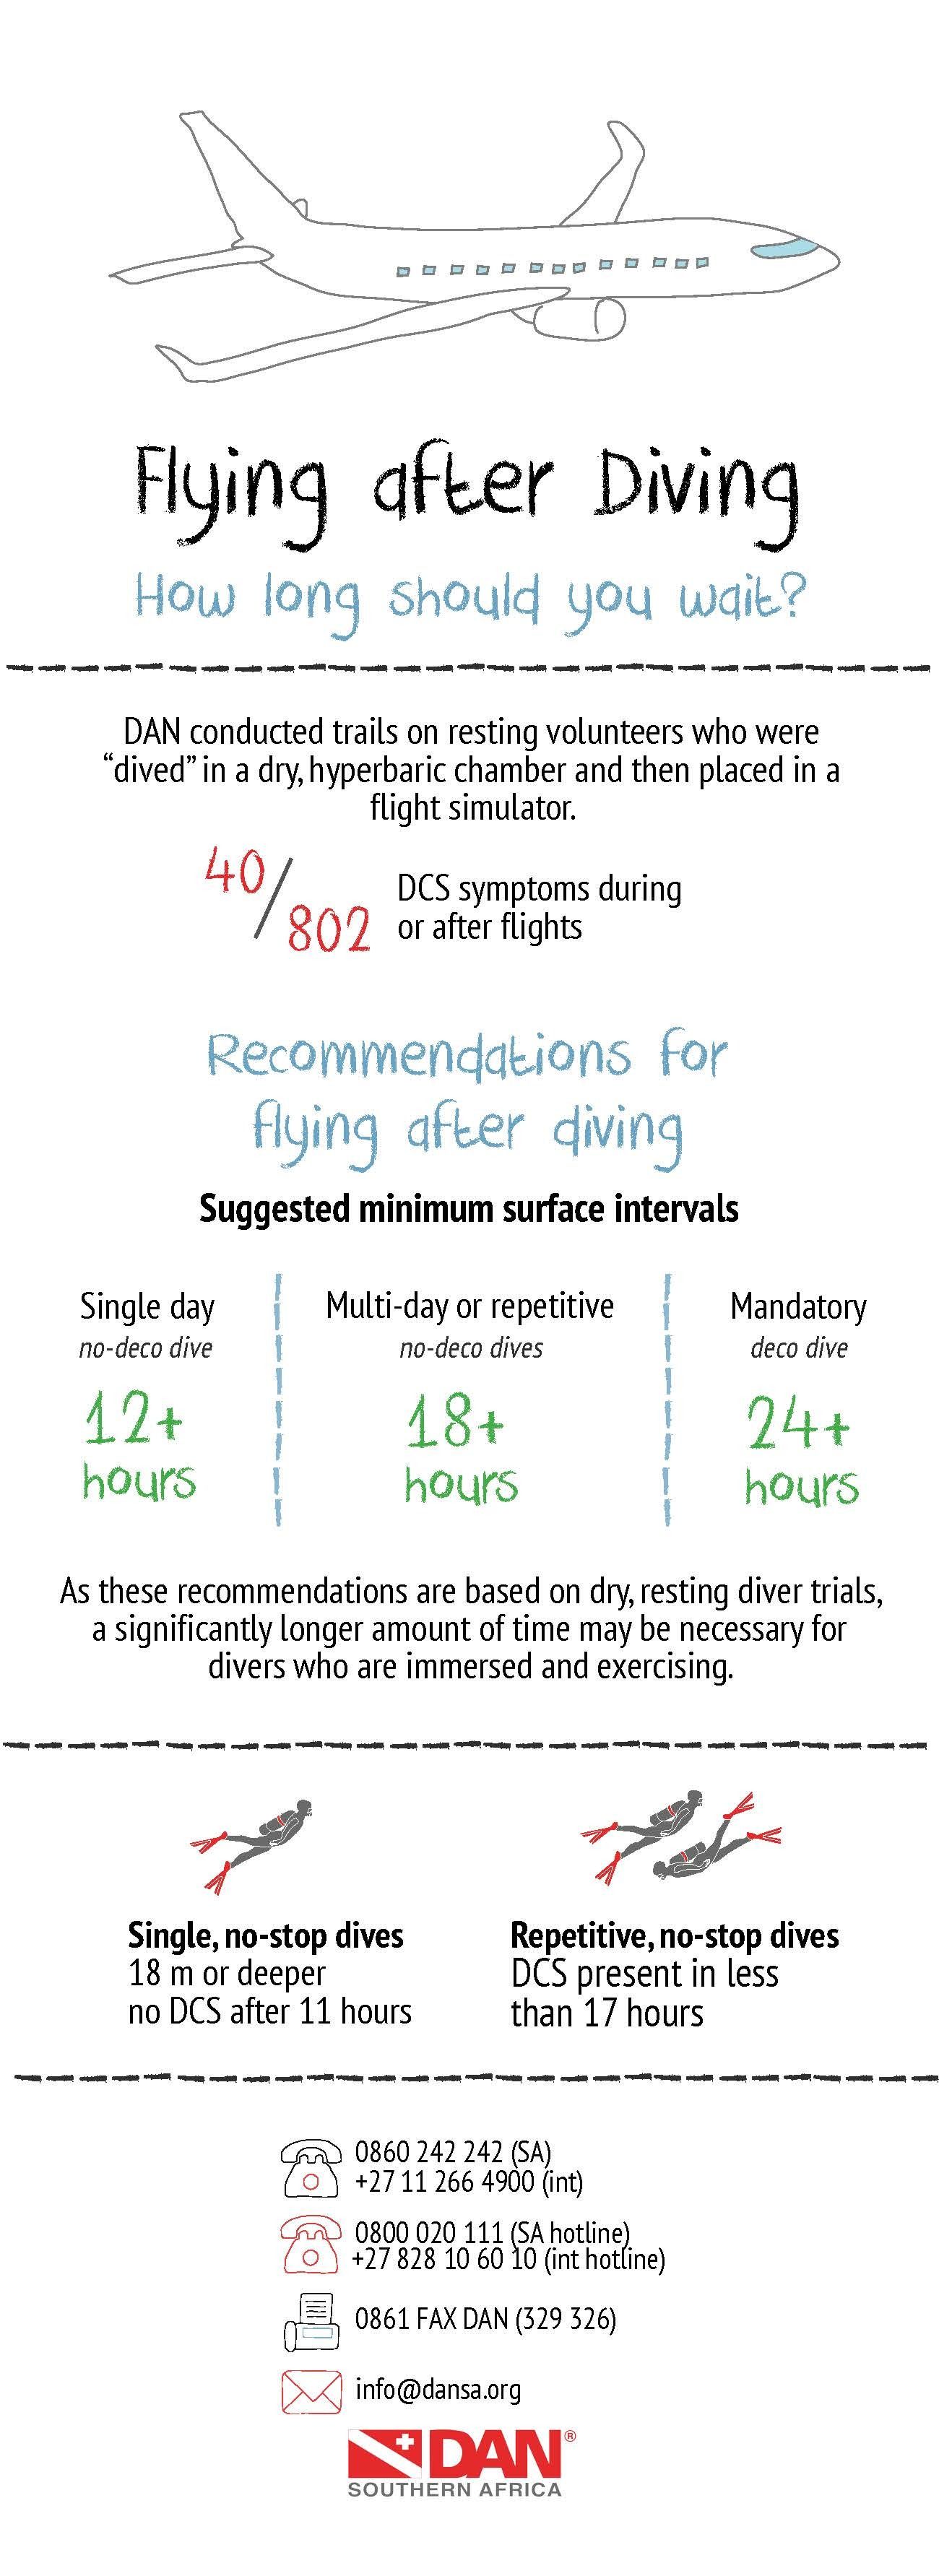 Flying after Diving
How long should you wait?
DAN conducted trails on resting volunteers who were
“dived” in a dry, hyperbaric chamber and then placed in a
flight simulator.
40/802
DCS symptoms during
or after flights
Recommendations for
flying after diving
Suggested minimum surface intervals
Single day
no-deco dive
12+
hours
Multi-day or repetitive
no-deco dives
18+
hours
Mandatory
deco dive
24+
hours
As these recommendations are based on dry, resting diver trials,
a significantly longer amount of time may be necessary for
divers who are immersed and exercising.
Single, no-stop dives
18 m or deeper
no DCS after 11 hours
Repetitive, no-stop dives
DCS present in less
than 17 hours
0860 242 242 (SA)
+27 11 266 4900 (int)
0800 020 111 (SA hotline)
+27 828 10 60 10 (int hotline)
0861 FAX DAN (329 326)
info@dansa.org
DAN®
SOUTHERN AFRICA